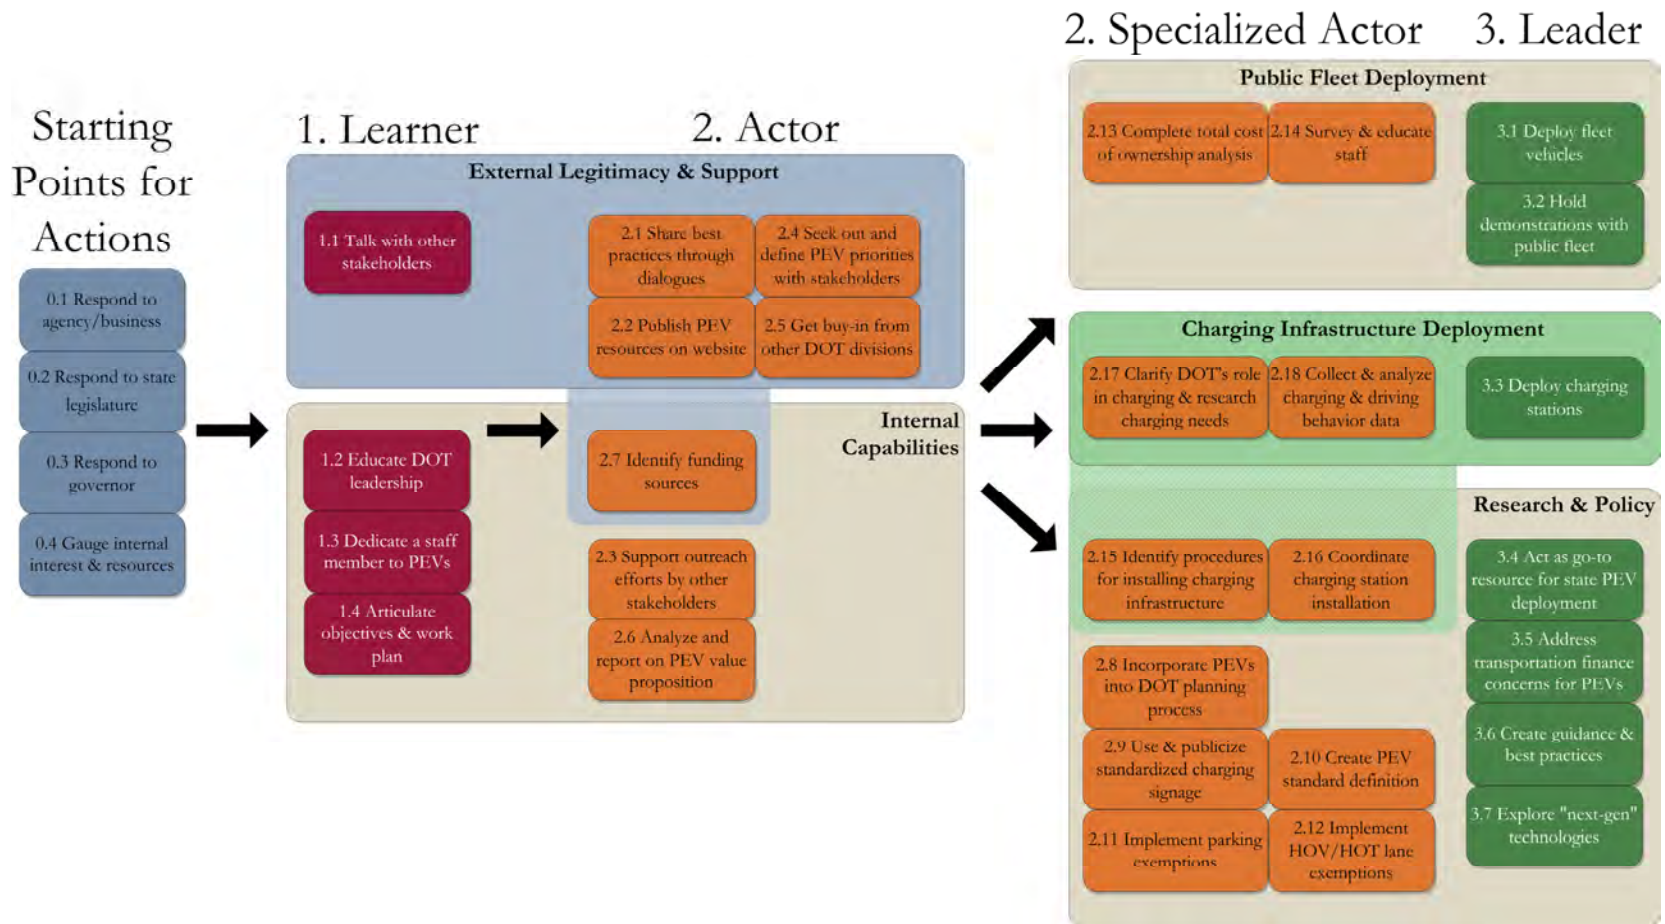 Starting
Points for
Actions
0.1 Respond to
agency/business
0.2 Respond to state
legislature
0.3 Respond to
governor
0.4 Gauge internal
interest & resources
1. Learner
2. Actor
External Legitimacy & Support
1.1 Talk with other
stakeholders
2.1 Share best
practices through
dialogues
2.4 Seek out and
define PEV priorities
with stakeholders
2.2 Publish PEV
resources on website
2.5 Get buy-in from
other DOT divisions
Internal
Capabilities
1.2 Educate DOT
leadership
1.3 Dedicate a staff
member to PEVs
1.4 Articulate
objectives & work
plan
2.7 Identify funding
sources
2.3 Support outreach
efforts by other
stakeholders
2.6 Analyze and
report on PEV value
proposition
2. Specialized Actor
3. Leader
Public Fleet Deployment
2.13 Complete total cost
of ownership analysis
2.14 Survey & educate
staff
3.1 Deploy fleet
vehicles
3.2 Hold
demonstrations with
public fleet
Charging Infrastructure Deployment
2.17 Clarify DOT's role
in charging & research
charging needs
2.18 Collect & analyze
charging & driving
behavior data
3.3 Deploy charging
stations
Research & Policy
2.15 Identify procedures
for installing charging
infrastructure
2.16 Coordinate
charging station
installation
3.4 Act as go-to
resource for state PEV
deployment
3.5 Address
transportation finance
concerns for PEVs
2.8 Incorporate PEVs
into DOT planning
process
2.9 Use & publicize
standardized charging
signage
2.10 Create PEV
standard definition
3.6 Create guidance &
best practices
2.11 Implement parking
exemptions
2.12 Implement
HOV/HOT lane
exemptions
3.7 Explore "next-gen"
technologies